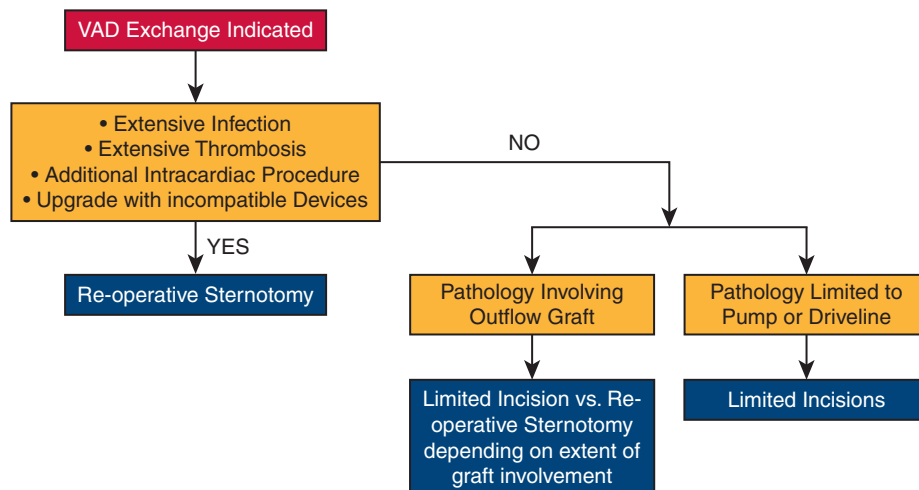 VAD Exchange Indicated
• Extensive Infection
• Extensive Thrombosis
• Additional Intracardiac Procedure
• Upgrade with incompatible Devices
NO
YES
Re-operative Sternotomy
Pathology Involving
Outflow Graft
Pathology Limited to
Pump or Driveline
Limited Incision vs. Re-
operative Sternotomy
depending on extent of
graft involvement
Limited Incisions